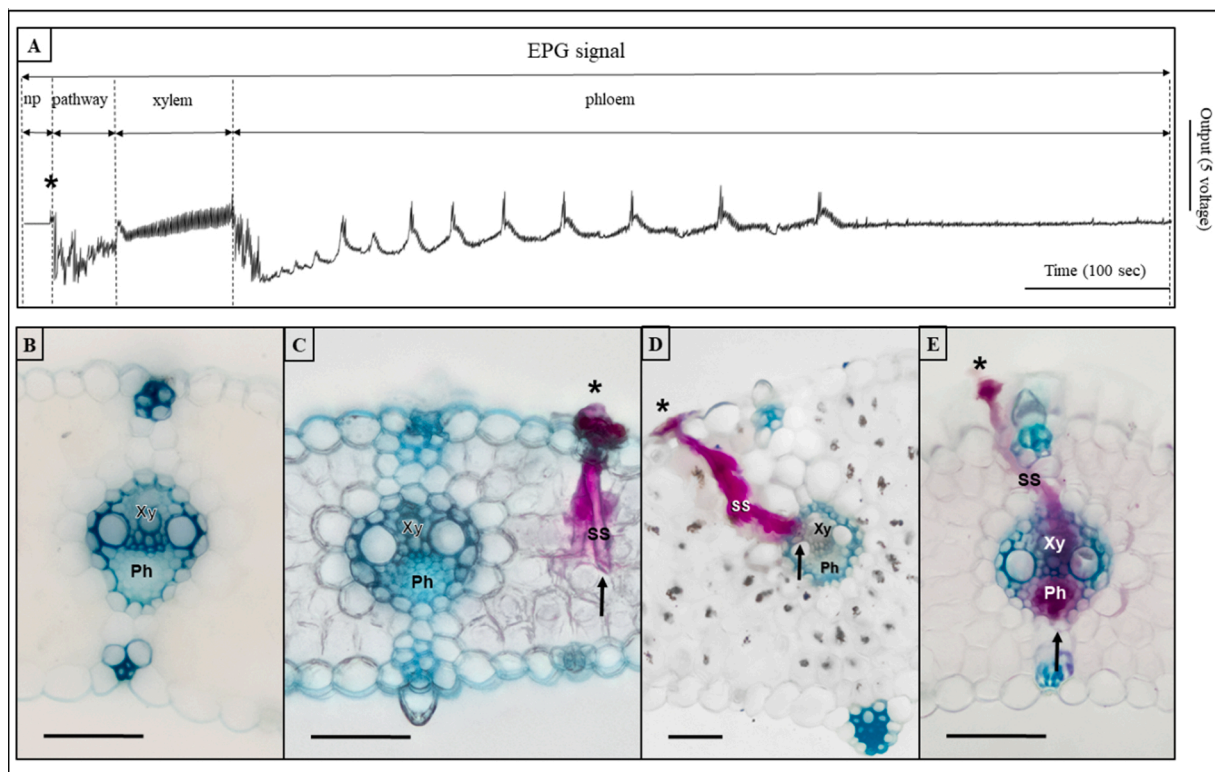 A
EPG signal
np
pathway
xylem
phloem
*
Output (5 voltage)
Time (100 sec)
B
Xy
Ph
C
*
Xy
SS
Ph
D
*
SS
Xy
Ph
E
*
SS
Xy
Ph